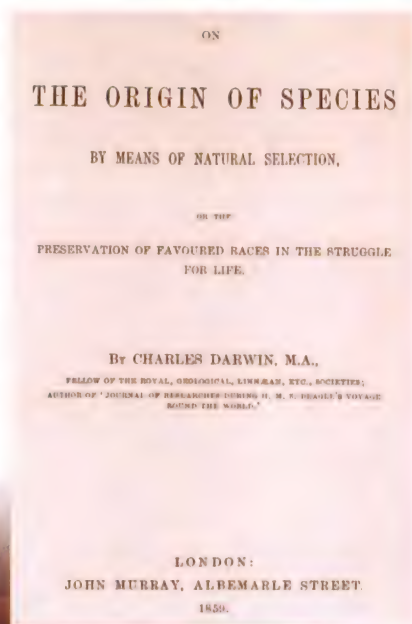 ON
THE ORIGIN OF SPECIES
BY MEANS OF NATURAL SELECTION,
OR THE
PRESERVATION OF FAVOURED RACES IN THE STRUGGLE
FOR LIFE.
BY CHARLES DARWIN, M.A.,
FELLOW OF THE ROYAL, GEOLOGICAL, LINNÆAN, ETC., SOCIETIES;
AUTHOR OF 'JOURNAL OF RESEARCHES DURING H. M. S. BEAGLE'S VOYAGE
ROUND THE WORLD.'
LONDON:
JOHN MURRAY, ALBEMARLE STREET.
1859.